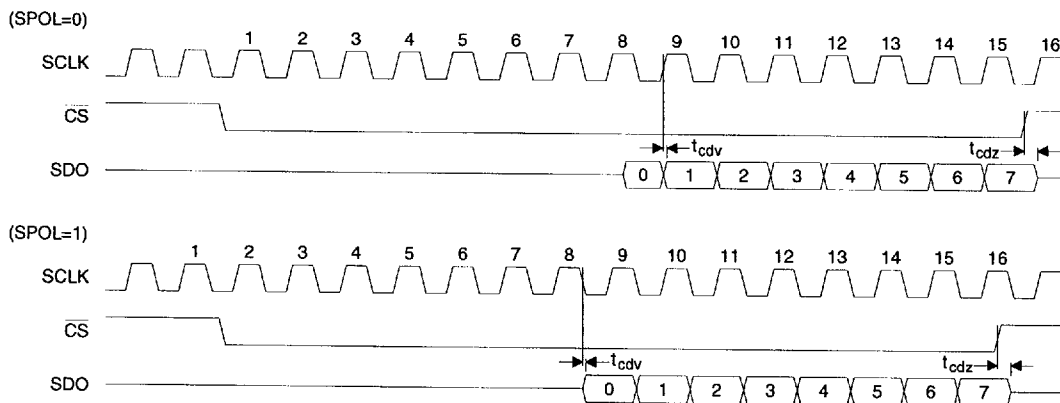 (SPOL=0)
1 2 3 4 5 6 7 8 9 10 11 12 13 14 15 16
SCLK
CS
t_cdv t_cdz
SDO 0 1 2 3 4 5 6 7
(SPOL=1)
1 2 3 4 5 6 7 8 9 10 11 12 13 14 15 16
SCLK
CS
t_cdv t_cdz
SDO 0 1 2 3 4 5 6 7